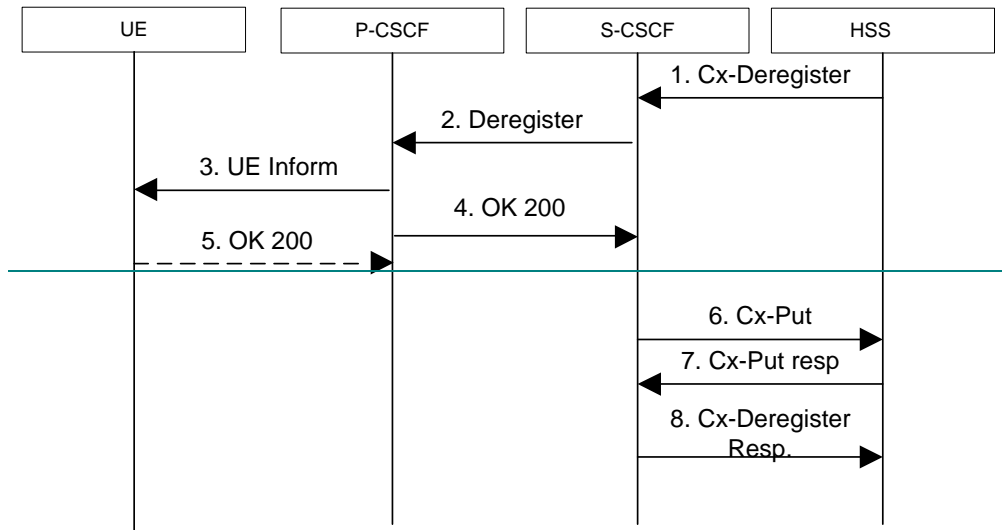 UE
P-CSCF
S-CSCF
HSS
1. Cx-Deregister
2. Deregister
3. UE Inform
4. OK 200
5. OK 200
6. Cx-Put
7. Cx-Put resp
8. Cx-Deregister
Resp.